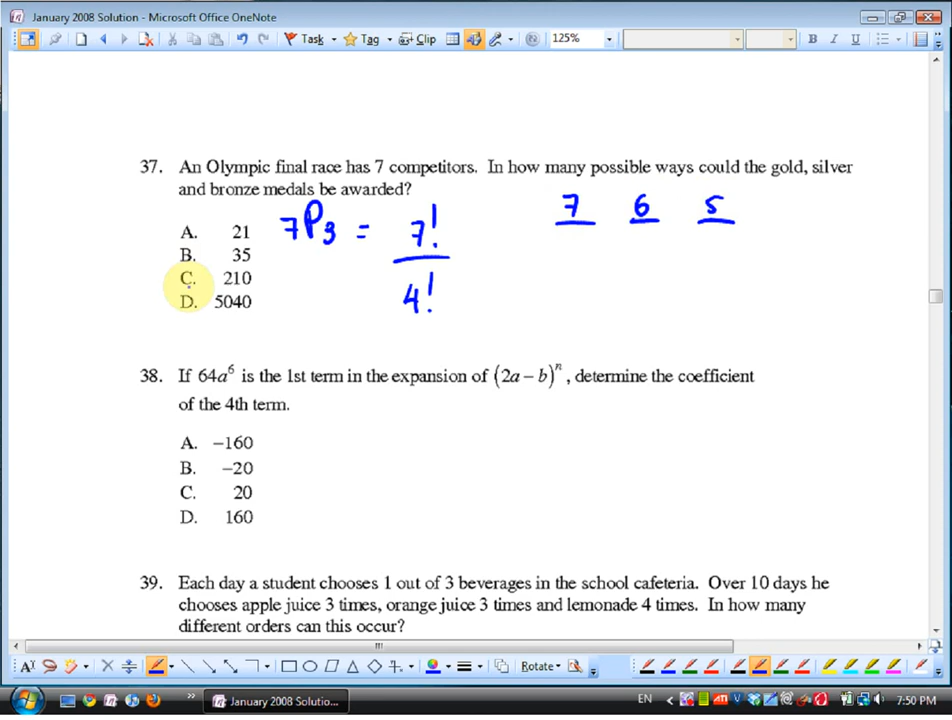 January 2008 Solution - Microsoft Office OneNote
Task Tag Clip 125% B I U
37. An Olympic final race has 7 competitors. In how many possible ways could the gold, silver
and bronze medals be awarded?
7 6 5
A. 21
B. 35
C. 210
D. 5040
7P3 = 7! / 4!
38. If 64a⁶ is the 1st term in the expansion of (2a – b)ⁿ, determine the coefficient
of the 4th term.
A. –160
B. –20
C. 20
D. 160
39. Each day a student chooses 1 out of 3 beverages in the school cafeteria. Over 10 days he
chooses apple juice 3 times, orange juice 3 times and lemonade 4 times. In how many
different orders can this occur?
Rotate
January 2008 Solutio... EN 7:50 PM